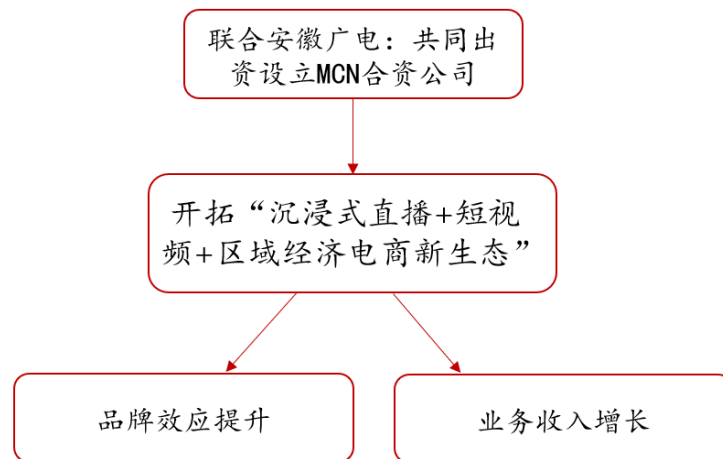 联合安徽广电：共同出
资设立MCN合资公司
开拓“沉浸式直播+短视
频+区域经济电商新生态”
品牌效应提升
业务收入增长